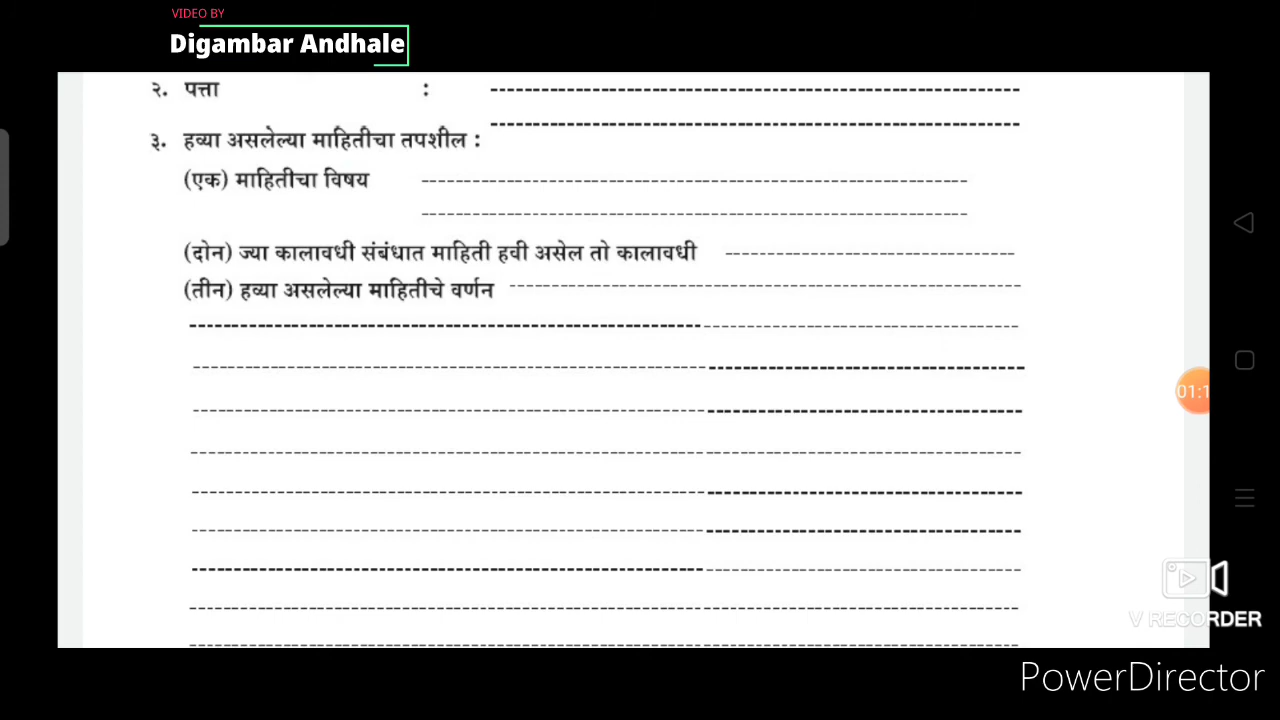 VIDEO BY
Digambar Andhale
२. पत्ता :
३. हव्या असलेल्या माहितीचा तपशील :
(एक) माहितीचा विषय
(दोन) ज्या कालावधी संबंधात माहिती हवी असेल तो कालावधी
(तीन) हव्या असलेल्या माहितीचे वर्णन
01:1
V RECORDER
PowerDirector